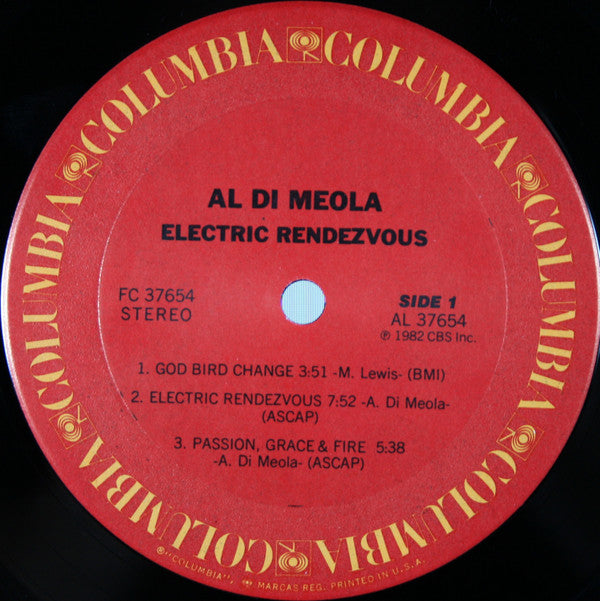 COLUMBIA COLUMBIA COLUMBIA COLUMBIA COLUMBIA COLUMBIA COLUMBIA COLUMBIA
AL DI MEOLA
ELECTRIC RENDEZVOUS
FC 37654
STEREO
SIDE 1
AL 37654
℗ 1982 CBS Inc.
1. GOD BIRD CHANGE 3:51 -M. Lewis- (BMI)
2. ELECTRIC RENDEZVOUS 7:52 -A. Di Meola-
(ASCAP)
3. PASSION, GRACE & FIRE 5:38
-A. Di Meola- (ASCAP)
® "COLUMBIA", MARCAS REG. PRINTED IN U.S.A.